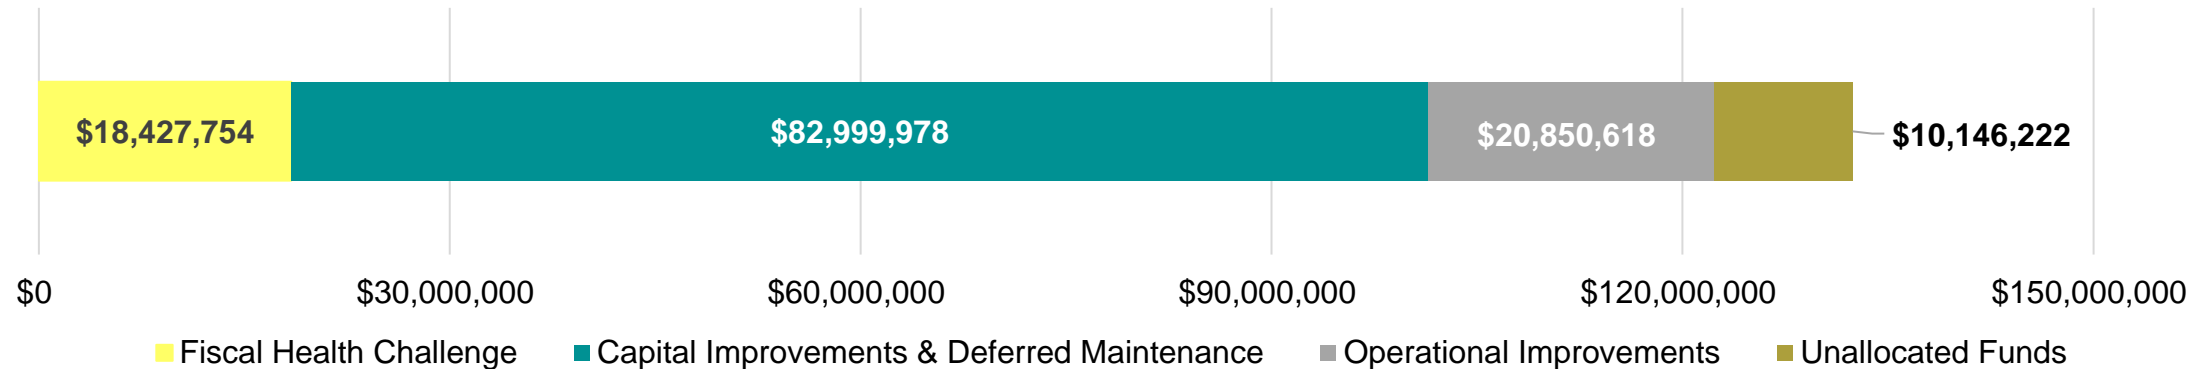 $18,427,754 $82,999,978 $20,850,618 $10,146,222
$0 $30,000,000 $60,000,000 $90,000,000 $120,000,000 $150,000,000
Fiscal Health Challenge Capital Improvements & Deferred Maintenance Operational Improvements Unallocated Funds